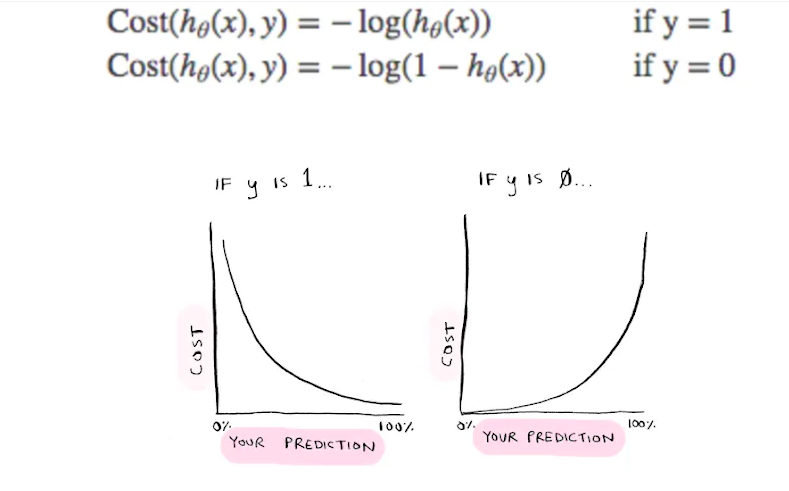 Cost(hθ(x), y) = − log(hθ(x)) if y = 1
Cost(hθ(x), y) = − log(1 − hθ(x)) if y = 0
IF y IS 1...
IF y IS Ø...
COST
0%
100%
YOUR PREDICTION
COST
0%
100%
YOUR PREDICTION